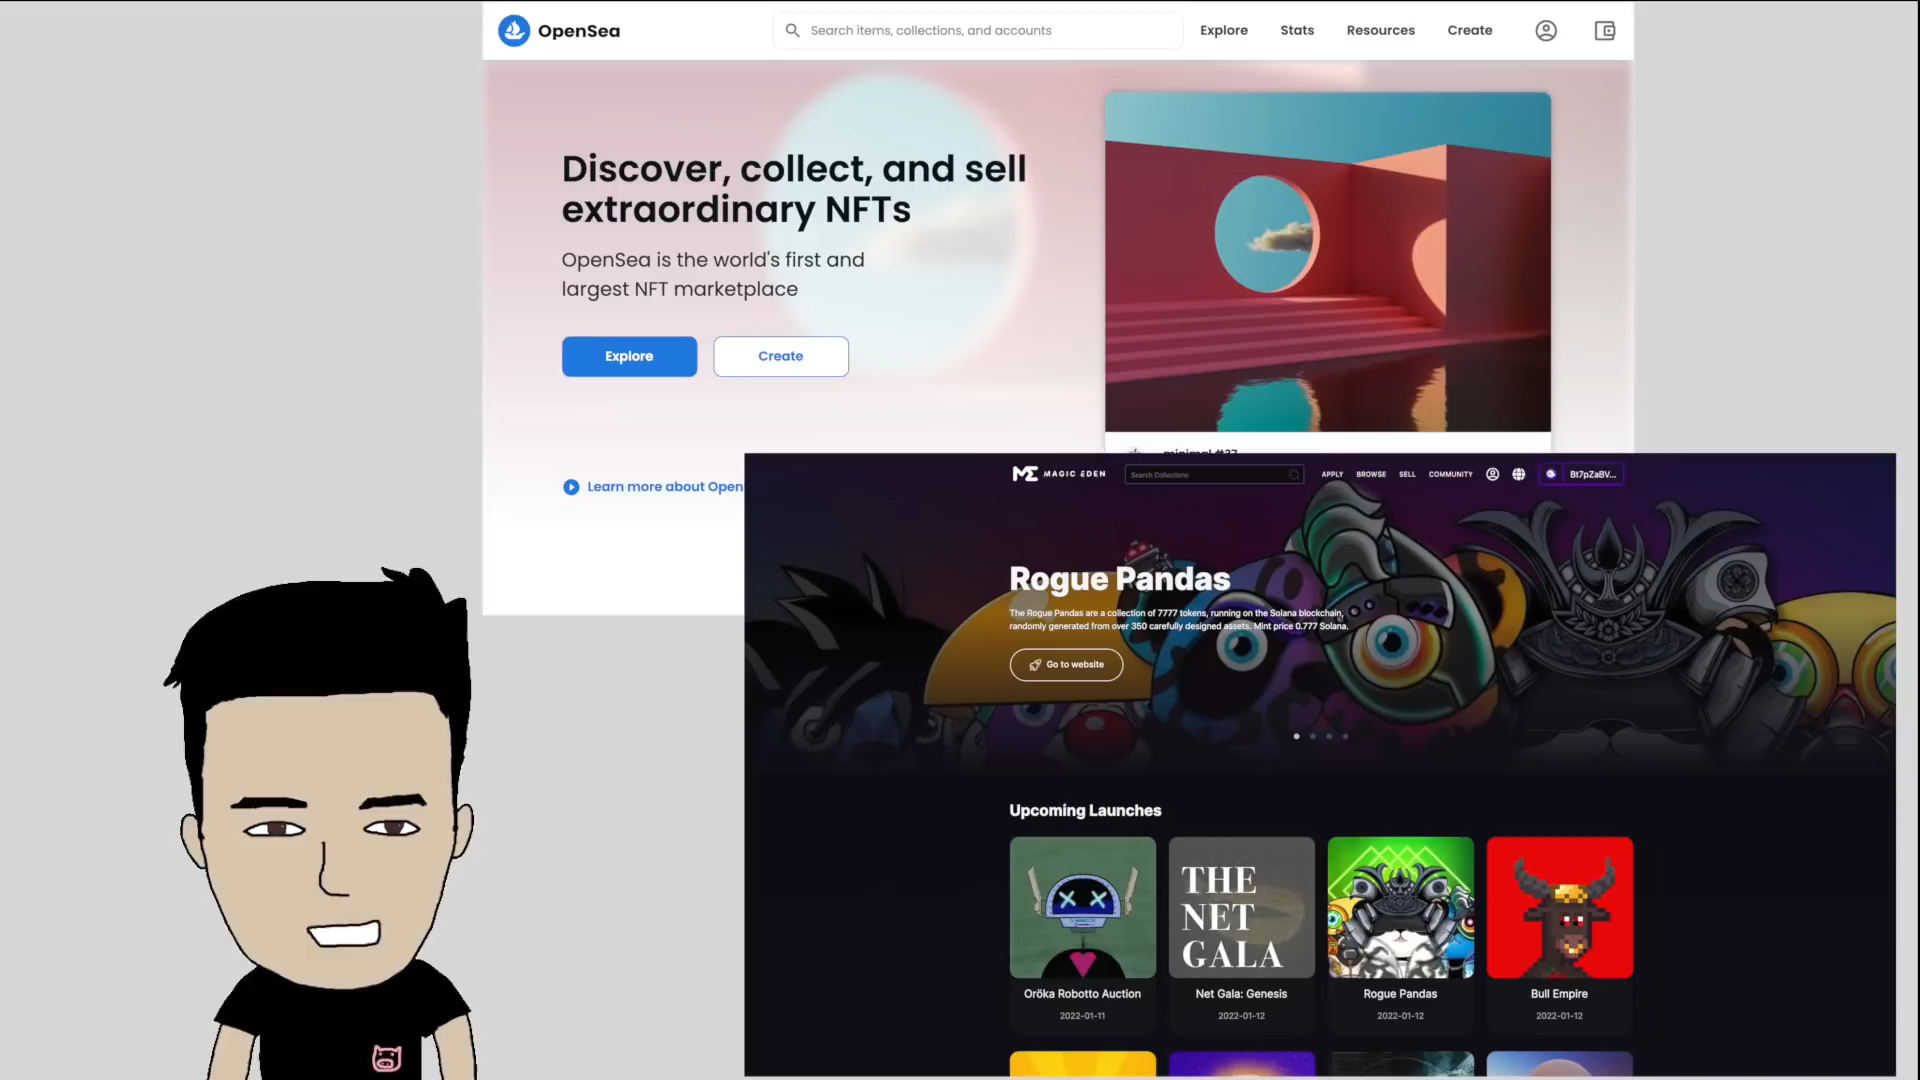 OpenSea
Search items, collections, and accounts
Explore
Stats
Resources
Create
Discover, collect, and sell
extraordinary NFTs
OpenSea is the world's first and
largest NFT marketplace
Explore
Create
Learn more about Open
minimal #37
MAGIC EDEN
Search Collections
APPLY
BROWSE
SELL
COMMUNITY
Bt7pZaBV...
Rogue Pandas
The Rogue Pandas are a collection of 7777 tokens, running on the Solana blockchain,
randomly generated from over 350 carefully designed assets. Mint price 0.777 Solana.
Go to website
Upcoming Launches
THE
NET
GALA
Orōka Robotto Auction
Net Gala: Genesis
Rogue Pandas
Bull Empire
2022-01-11
2022-01-12
2022-01-12
2022-01-12